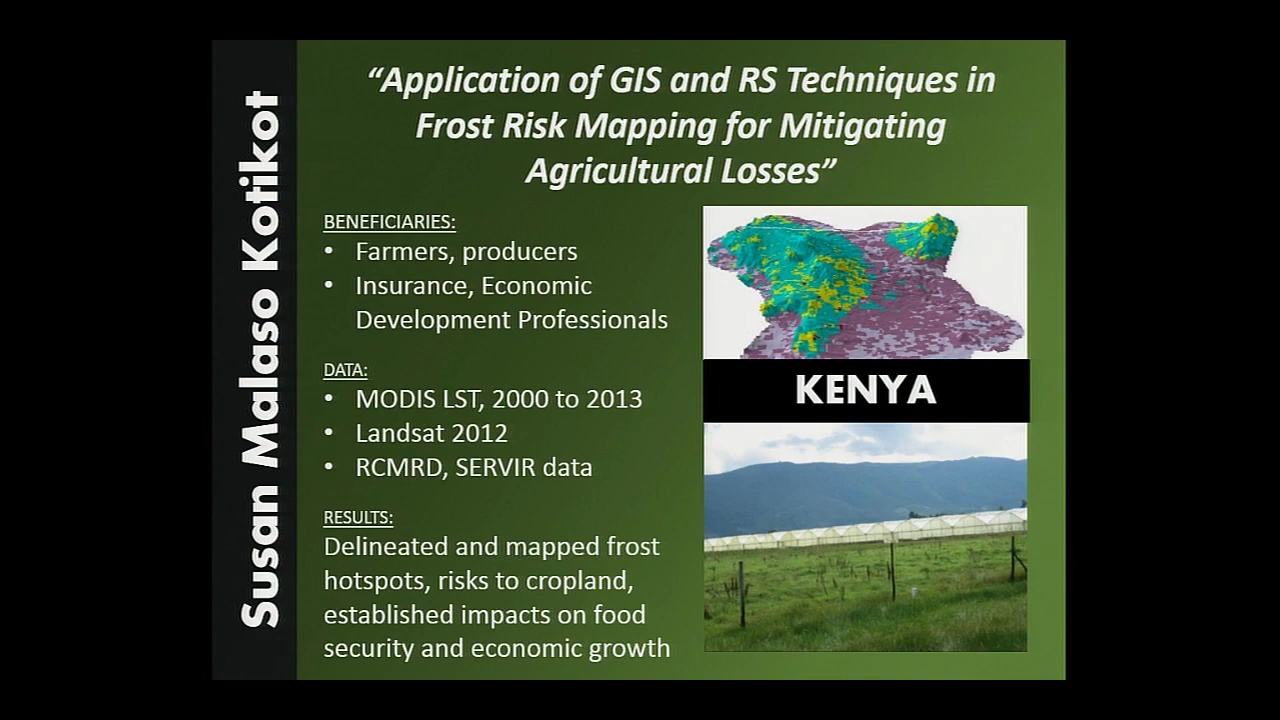 Susan Malaso Kotikot
“Application of GIS and RS Techniques in
Frost Risk Mapping for Mitigating
Agricultural Losses”
BENEFICIARIES:
• Farmers, producers
• Insurance, Economic
Development Professionals
DATA:
• MODIS LST, 2000 to 2013
• Landsat 2012
• RCMRD, SERVIR data
RESULTS:
Delineated and mapped frost
hotspots, risks to cropland,
established impacts on food
security and economic growth
KENYA